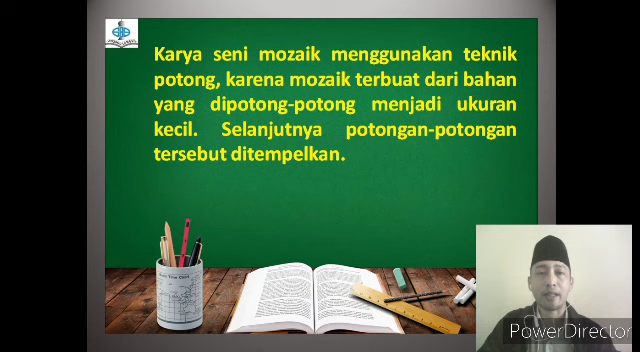 Karya seni mozaik menggunakan teknik
potong, karena mozaik terbuat dari bahan
yang dipotong-potong menjadi ukuran
kecil. Selanjutnya potongan-potongan
tersebut ditempelkan.
PowerDirector